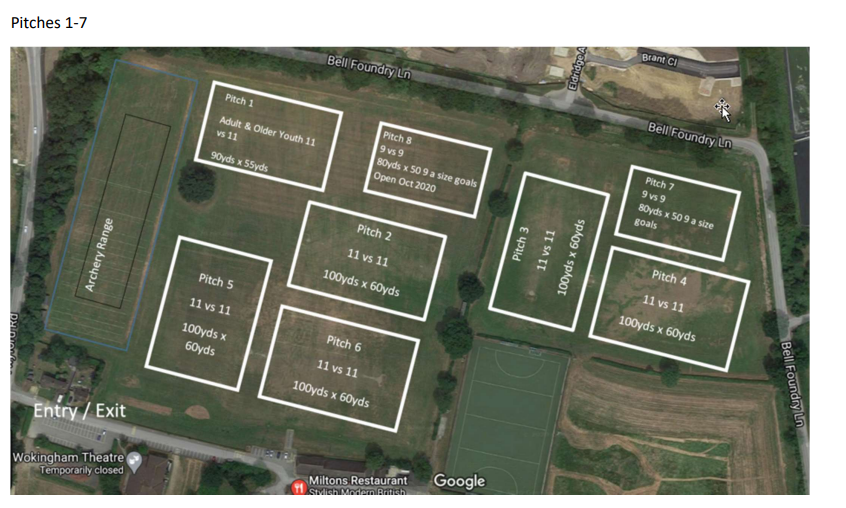 Pitches 1-7
Bell Foundry Ln
Eldridge A
Brant Cl
Bell Foundry Ln
Pitch 1
Adult & Older Youth 11
vs 11
90yds x 55yds
Pitch 8
9 vs 9
80yds x 50 9 a size goals
Open Oct 2020
Pitch 7
9 vs 9
80yds x 50 9 a size
goals
Archery Range
Pitch 2
11 vs 11
100yds x 60yds
Pitch 3
11 vs 11
100yds x 60yds
Pitch 4
11 vs 11
100yds x 60yds
Pitch 5
11 vs 11
100yds x
60yds
Pitch 6
11 vs 11
100yds x 60yds
Bell Foundry Ln
Entry / Exit
Wokingham Theatre
Temporarily closed
Miltons Restaurant
Stylish Modern British
Google